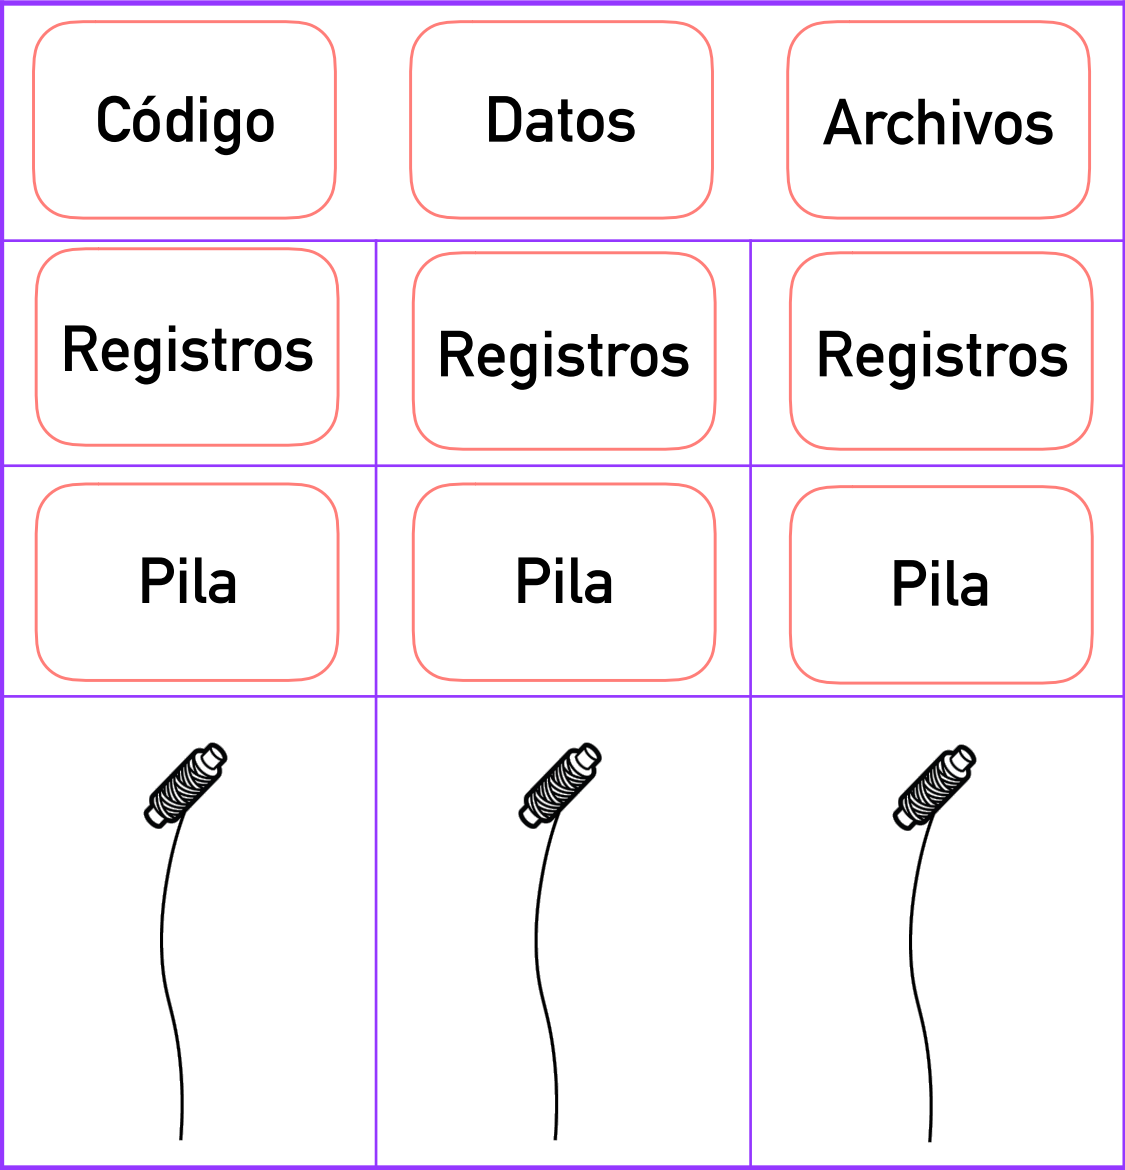 Código
Datos
Archivos
Registros
Registros
Registros
Pila
Pila
Pila